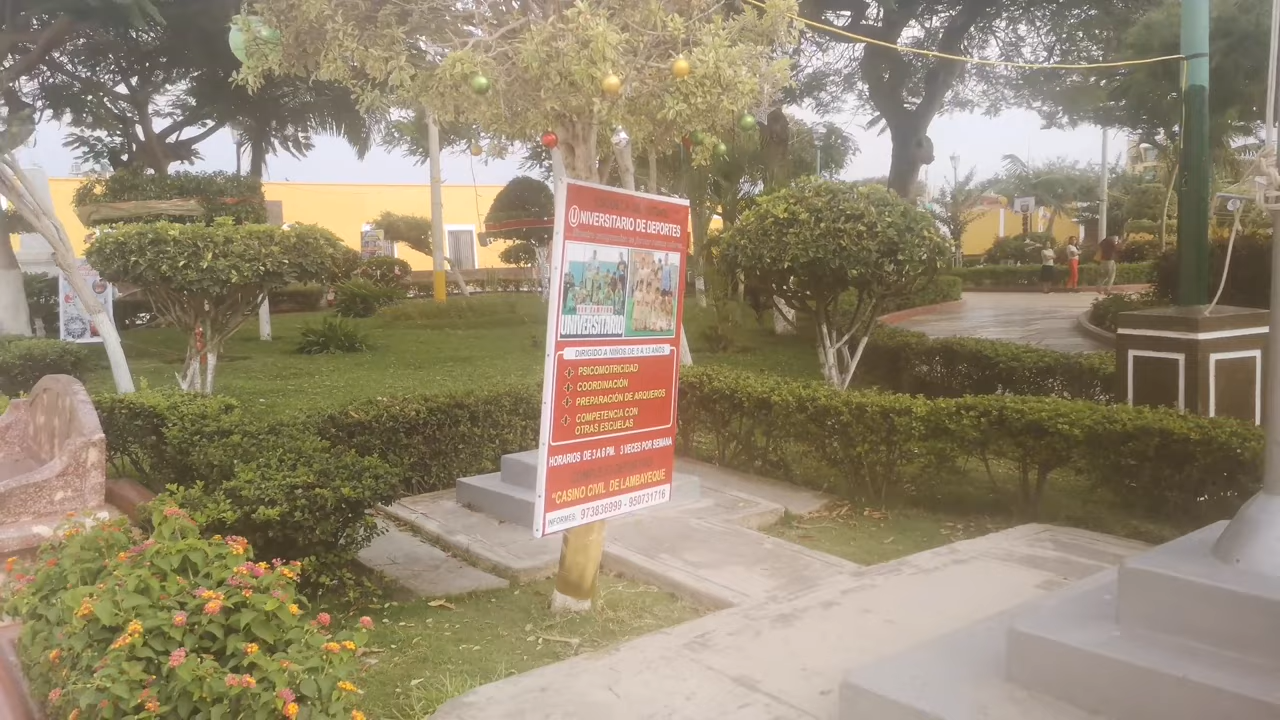 UNIVERSITARIO DE DEPORTES
UNIVERSITARIO
DIRIGIDO A NIÑOS DE 5 A 13 AÑOS
PSICOMOTRICIDAD
COORDINACIÓN
PREPARACIÓN DE ARQUEROS
COMPETENCIA CON
OTRAS ESCUELAS
HORARIOS DE 3 A 6 PM. 3 VECES POR SEMANA
"CASINO CIVIL DE LAMBAYEQUE
INFORMES: 973836999 - 950731716